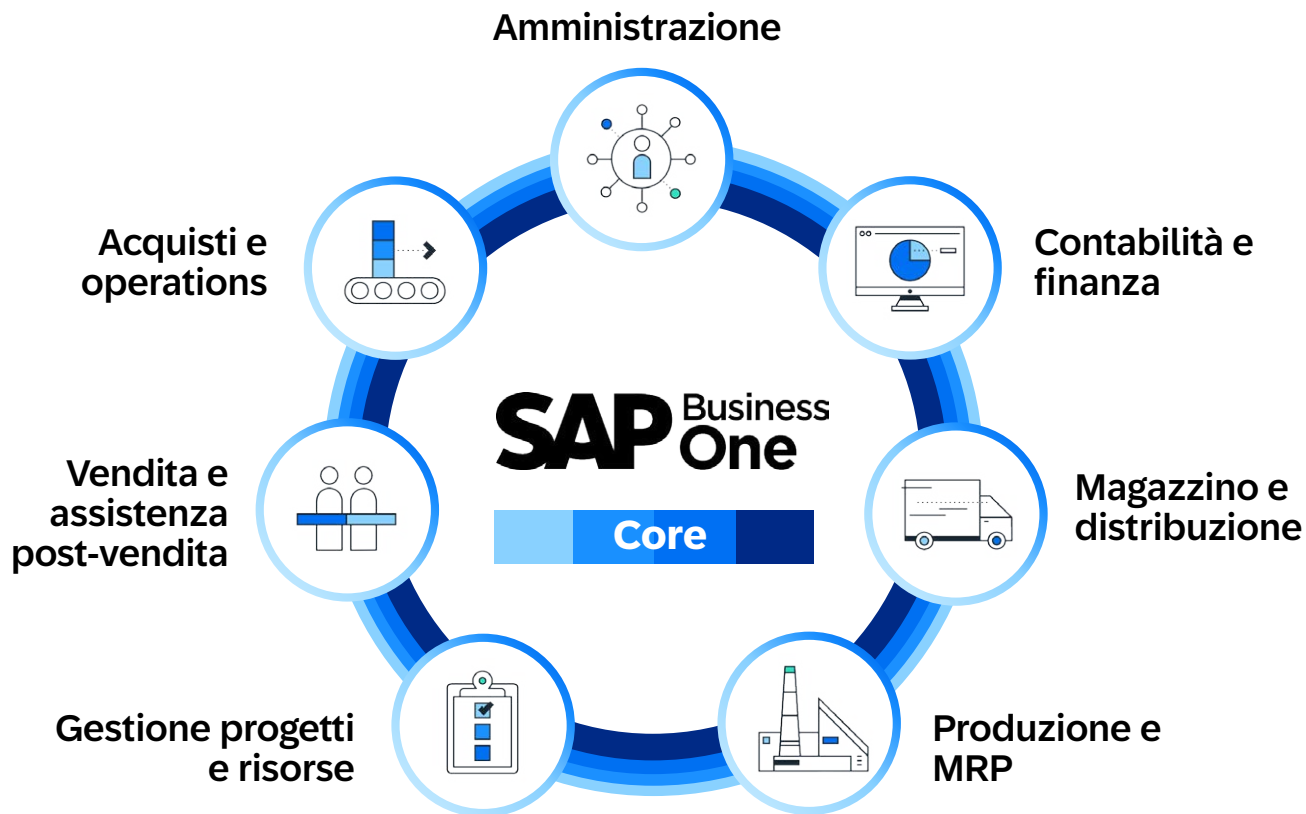 Amministrazione
Contabilità e
finanza
Magazzino e
distribuzione
Produzione e
MRP
Gestione progetti
e risorse
Vendita e
assistenza
post-vendita
Acquisti e
operations
SAP Business
One
Core